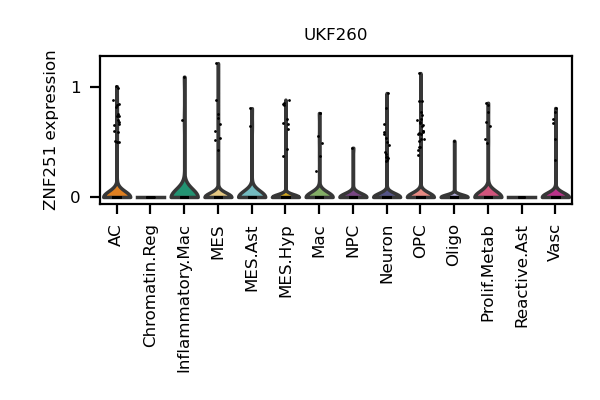 UKF260
ZNF251 expression
1
0
AC
Chromatin.Reg
Inflammatory.Mac
MES
MES.Ast
MES.Hyp
Mac
NPC
Neuron
OPC
Oligo
Prolif.Metab
Reactive.Ast
Vasc